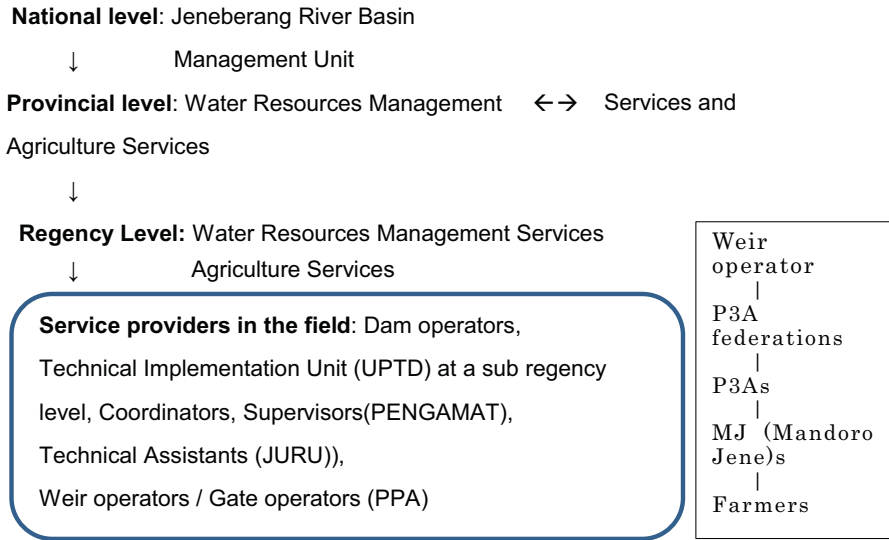 National level: Jeneberang River Basin
↓ Management Unit
Provincial level: Water Resources Management ←→ Services and
Agriculture Services
↓
Regency Level: Water Resources Management Services
↓ Agriculture Services
Service providers in the field: Dam operators,
Technical Implementation Unit (UPTD) at a sub regency
level, Coordinators, Supervisors(PENGAMAT),
Technical Assistants (JURU)),
Weir operators / Gate operators (PPA)
Weir
operator
|
P3A
federations
|
P3As
|
MJ (Mandoro
Jene)s
|
Farmers